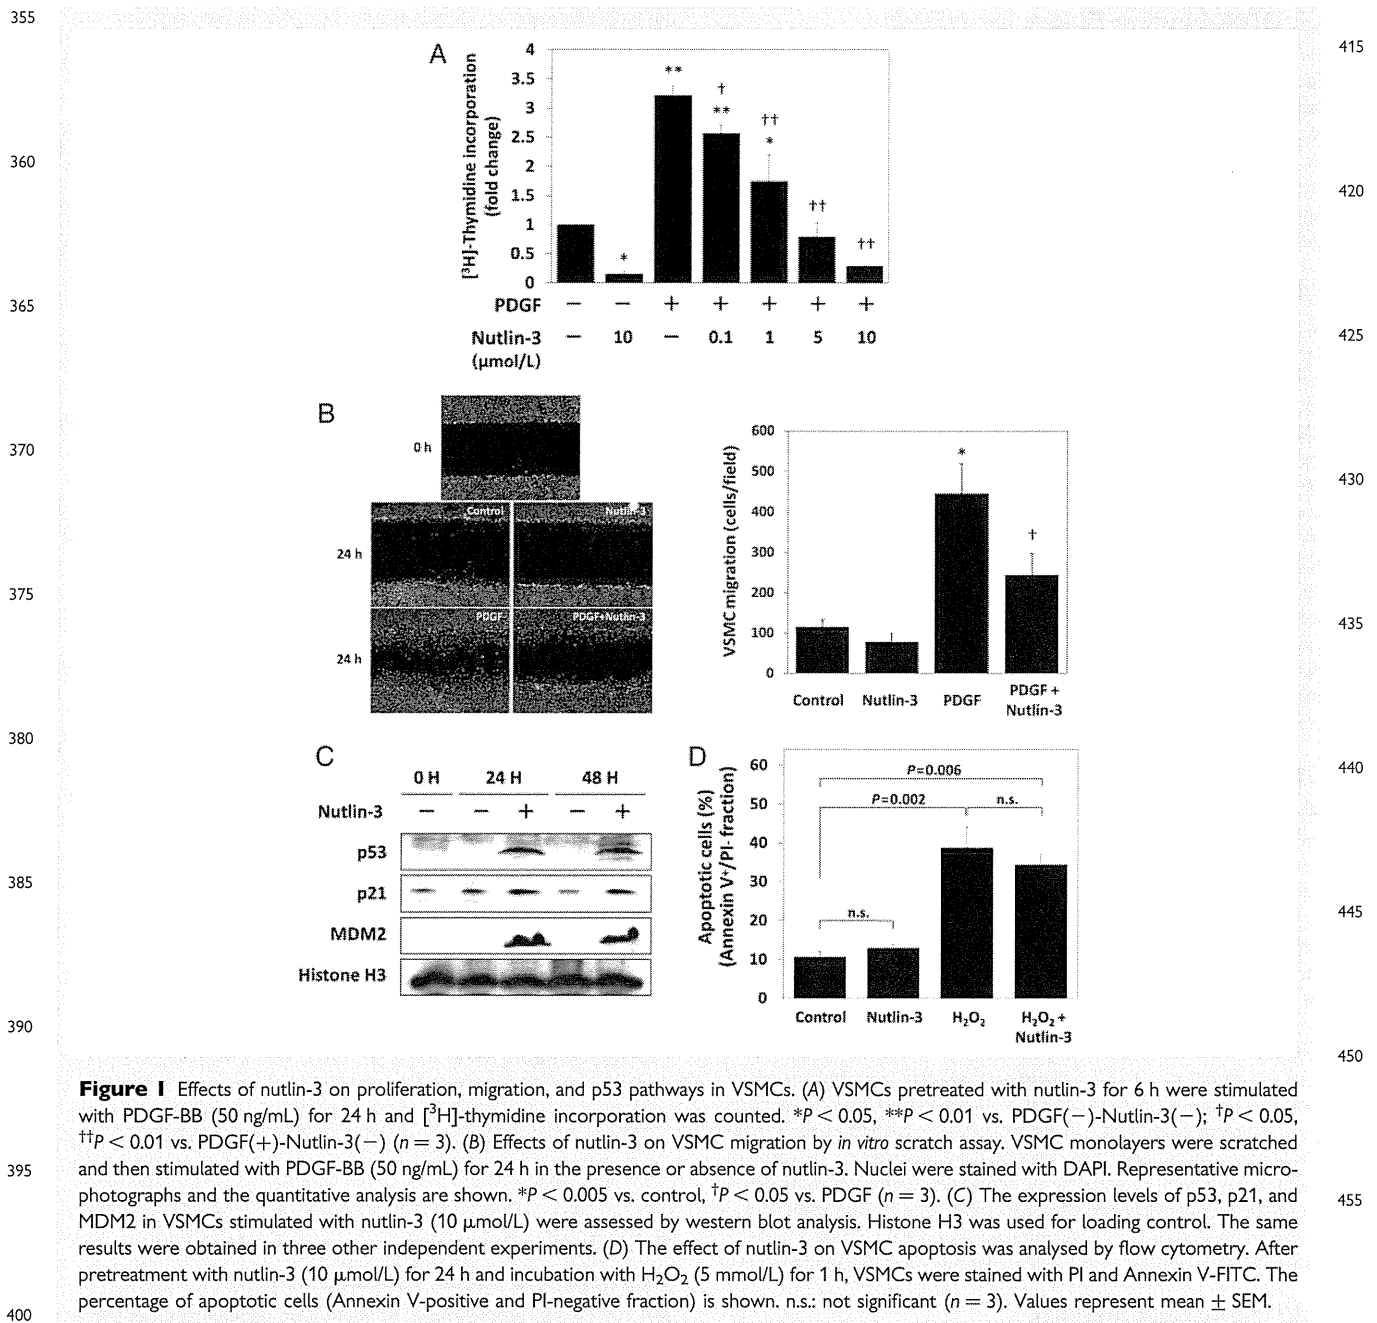 355
415
A
4
**
3.5
†
3
**
††
2.5
*
2
††
1.5
1
††
0.5
*
0
[³H]-Thymidine incorporation
(fold change)
PDGF − − + + + + +
Nutlin-3 − 10 − 0.1 1 5 10
(μmol/L)
360
420
365
425
B
0 h
Control
Nutlin-3
24 h
PDGF
PDGF+Nutlin-3
24 h
600
500
400
300
200
100
0
*
†
VSMC migration (cells/field)
Control Nutlin-3 PDGF PDGF +
Nutlin-3
370
430
375
435
380
440
C
0 H 24 H 48 H
Nutlin-3 − − + − +
p53
p21
MDM2
Histone H3
D
60
50
40
30
20
10
0
P=0.006
P=0.002
n.s.
n.s.
Apoptotic cells (%)
(Annexin V⁺/PI⁻ fraction)
Control Nutlin-3 H₂O₂ H₂O₂ +
Nutlin-3
385
445
390
450
Figure 1 Effects of nutlin-3 on proliferation, migration, and p53 pathways in VSMCs. (A) VSMCs pretreated with nutlin-3 for 6 h were stimulated
with PDGF-BB (50 ng/mL) for 24 h and [³H]-thymidine incorporation was counted. *P < 0.05, **P < 0.01 vs. PDGF(−)-Nutlin-3(−); †P < 0.05,
††P < 0.01 vs. PDGF(+)-Nutlin-3(−) (n = 3). (B) Effects of nutlin-3 on VSMC migration by in vitro scratch assay. VSMC monolayers were scratched
and then stimulated with PDGF-BB (50 ng/mL) for 24 h in the presence or absence of nutlin-3. Nuclei were stained with DAPI. Representative micro-
photographs and the quantitative analysis are shown. *P < 0.005 vs. control, †P < 0.05 vs. PDGF (n = 3). (C) The expression levels of p53, p21, and
MDM2 in VSMCs stimulated with nutlin-3 (10 μmol/L) were assessed by western blot analysis. Histone H3 was used for loading control. The same
results were obtained in three other independent experiments. (D) The effect of nutlin-3 on VSMC apoptosis was analysed by flow cytometry. After
pretreatment with nutlin-3 (10 μmol/L) for 24 h and incubation with H₂O₂ (5 mmol/L) for 1 h, VSMCs were stained with PI and Annexin V-FITC. The
percentage of apoptotic cells (Annexin V-positive and PI-negative fraction) is shown. n.s.: not significant (n = 3). Values represent mean ± SEM.
395
455
400